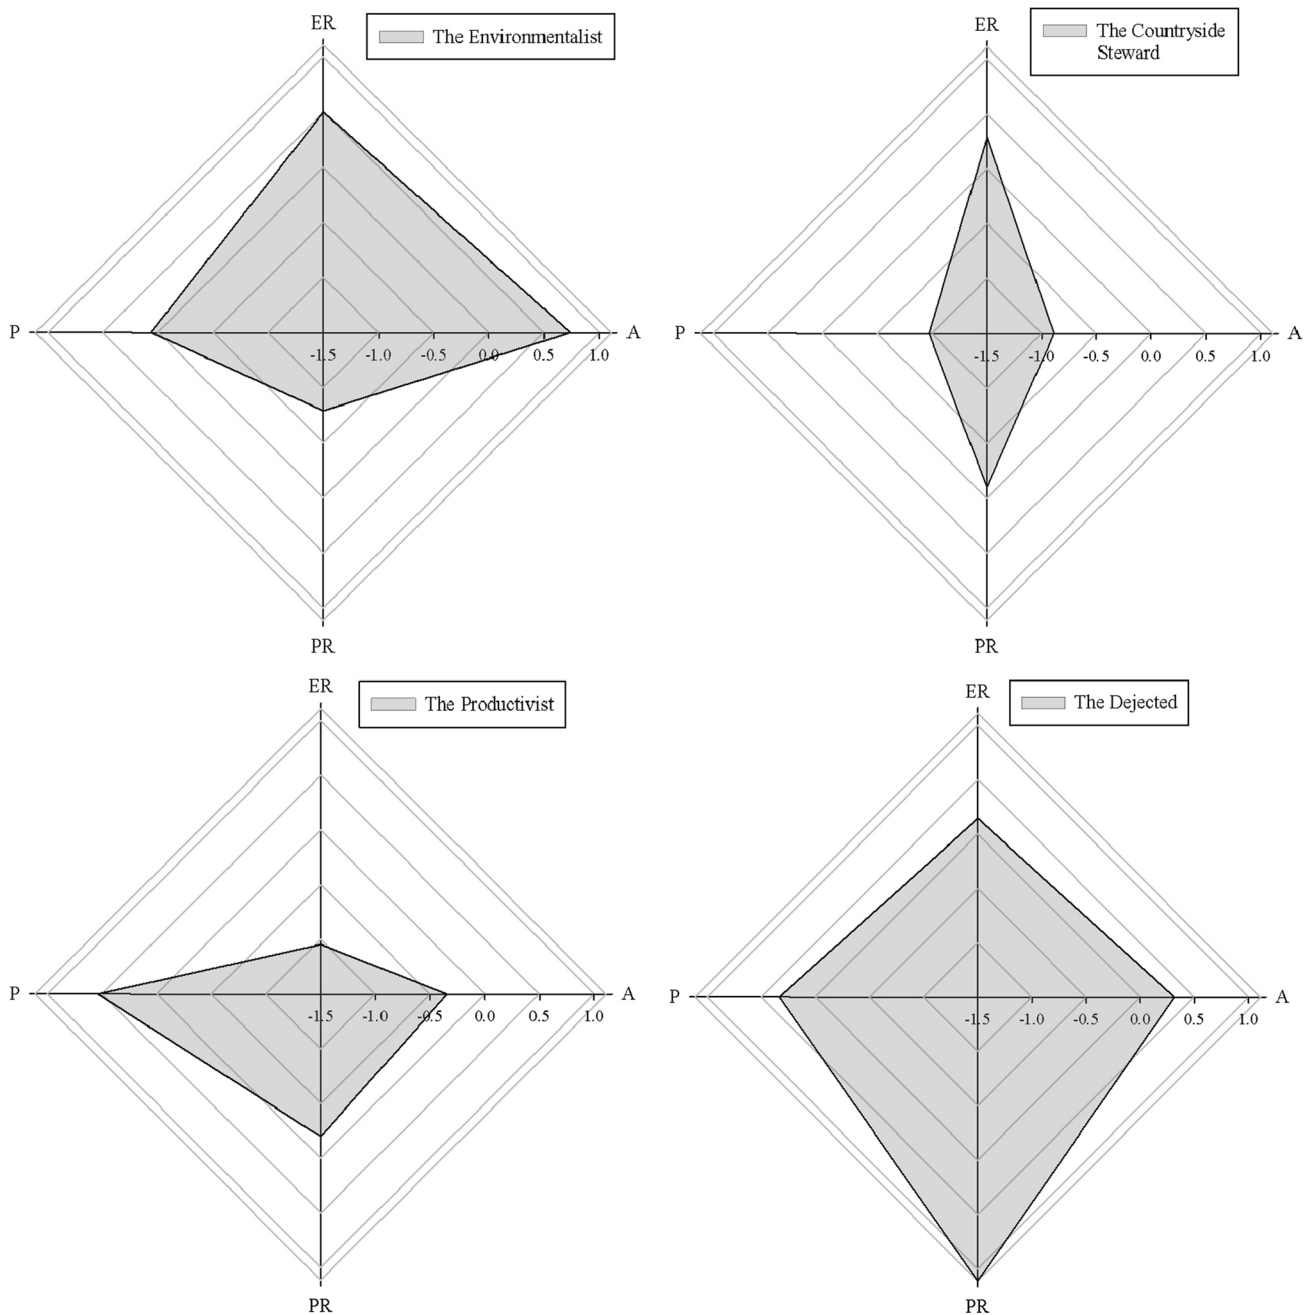 ER
The Environmentalist
P
A
-1.5 -1.0 -0.5 0.0 0.5 1.0
PR
ER
The Countryside
Steward
P
A
-1.5 -1.0 -0.5 0.0 0.5 1.0
PR
ER
The Productivist
P
A
-1.5 -1.0 -0.5 0.0 0.5 1.0
PR
ER
The Dejected
P
A
-1.5 -1.0 -0.5 0.0 0.5 1.0
PR